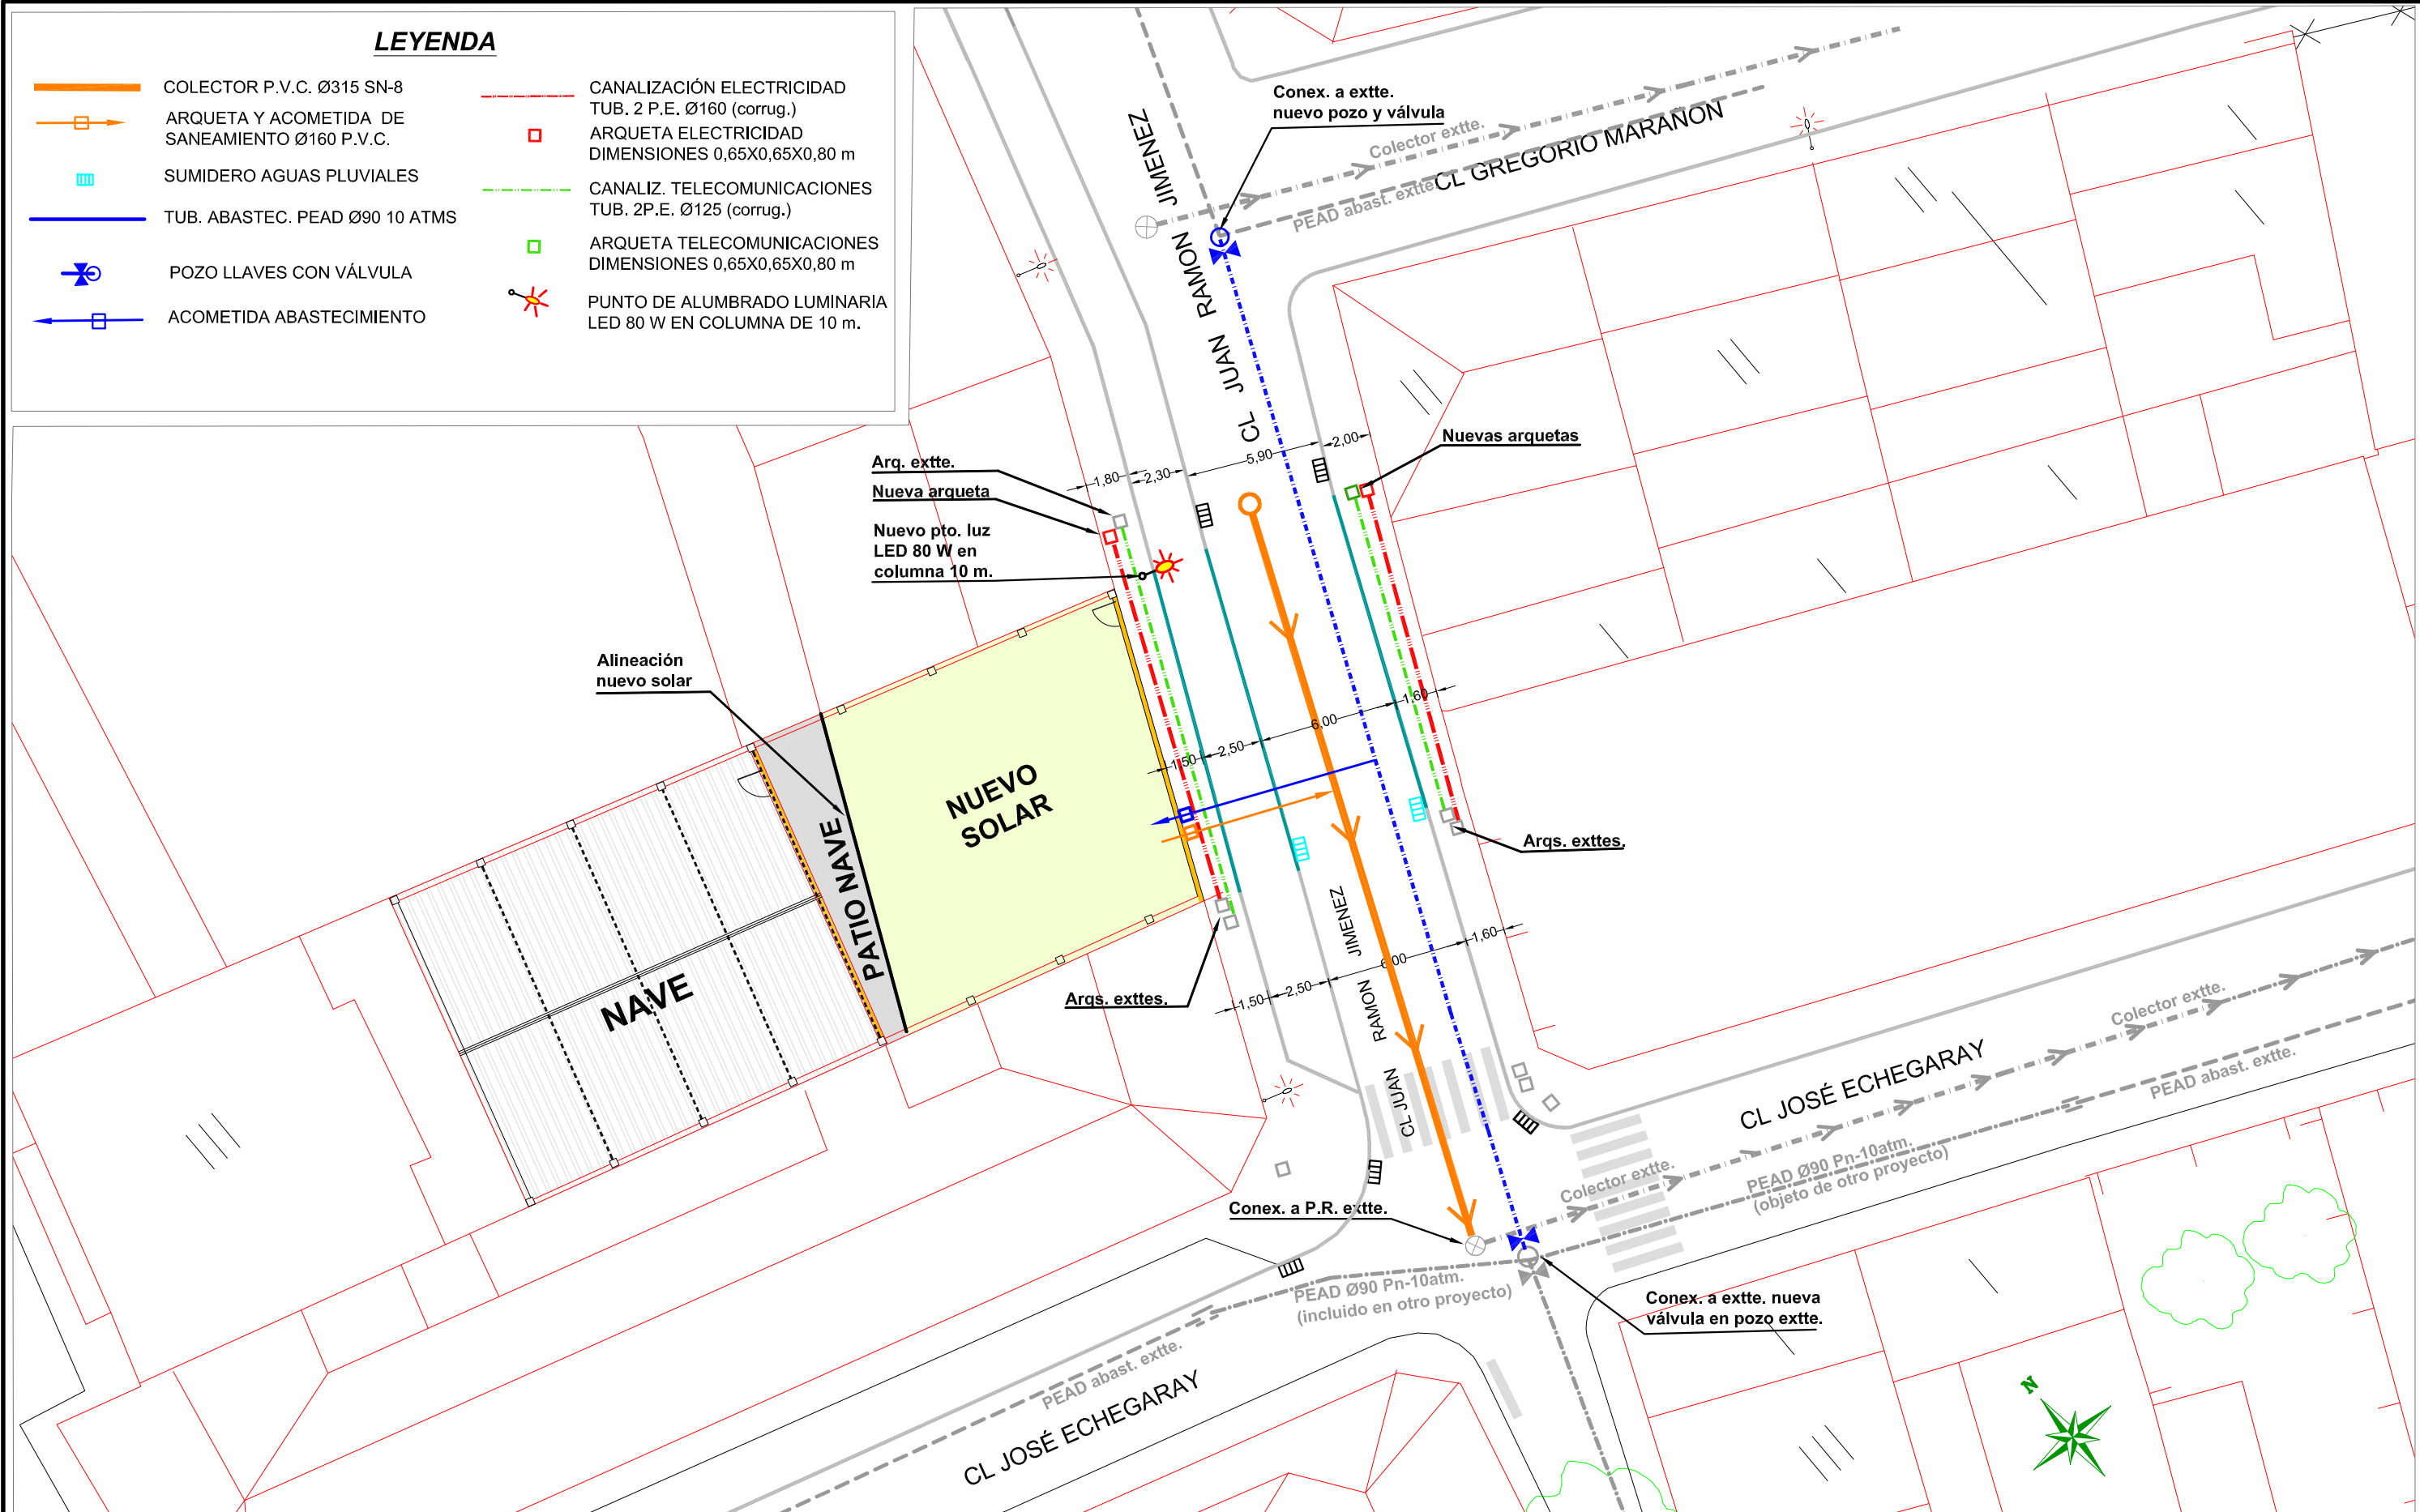 LEYENDA
COLECTOR P.V.C. Ø315 SN-8
ARQUETA Y ACOMETIDA DE
SANEAMIENTO Ø160 P.V.C.
SUMIDERO AGUAS PLUVIALES
TUB. ABASTEC. PEAD Ø90 10 ATMS
POZO LLAVES CON VÁLVULA
ACOMETIDA ABASTECIMIENTO
CANALIZACIÓN ELECTRICIDAD
TUB. 2 P.E. Ø160 (corrug.)
ARQUETA ELECTRICIDAD
DIMENSIONES 0,65X0,65X0,80 m
CANALIZ. TELECOMUNICACIONES
TUB. 2P.E. Ø125 (corrug.)
ARQUETA TELECOMUNICACIONES
DIMENSIONES 0,65X0,65X0,80 m
PUNTO DE ALUMBRADO LUMINARIA
LED 80 W EN COLUMNA DE 10 m.
Conex. a extte.
nuevo pozo y válvula
Colector extte.
CL GREGORIO MARAÑON
PEAD abast. extte.
CL JUAN RAMON JIMENEZ
Arq. extte.
Nueva arqueta
Nuevo pto. luz
LED 80 W en
columna 10 m.
1,80
2,30
5,90
2,00
Nuevas arquetas
Alineación
nuevo solar
NUEVO
SOLAR
PATIO NAVE
NAVE
1,50
2,50
6,00
1,60
Arqs. exttes.
Arqs. exttes.
1,50
2,50
6,00
1,60
CL JUAN RAMON JIMENEZ
Conex. a P.R. extte.
Colector extte.
Colector extte.
CL JOSÉ ECHEGARAY
PEAD abast. extte.
PEAD Ø90 Pn-10atm.
(objeto de otro proyecto)
PEAD Ø90 Pn-10atm.
(incluido en otro proyecto)
Conex. a extte. nueva
válvula en pozo extte.
PEAD abast. extte.
CL JOSÉ ECHEGARAY
N